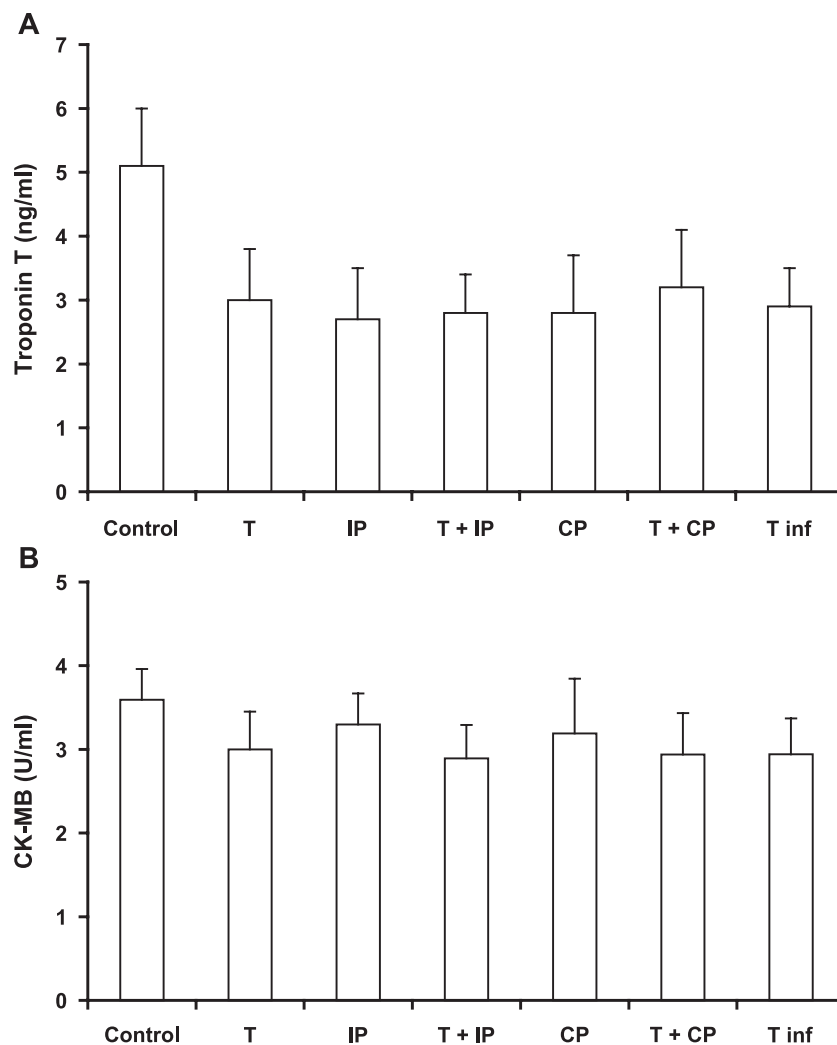 A
Troponin T (ng/ml)
7
6
5
4
3
2
1
0
Control T IP T + IP CP T + CP T inf
B
CK-MB (U/ml)
5
4
3
2
1
0
Control T IP T + IP CP T + CP T inf